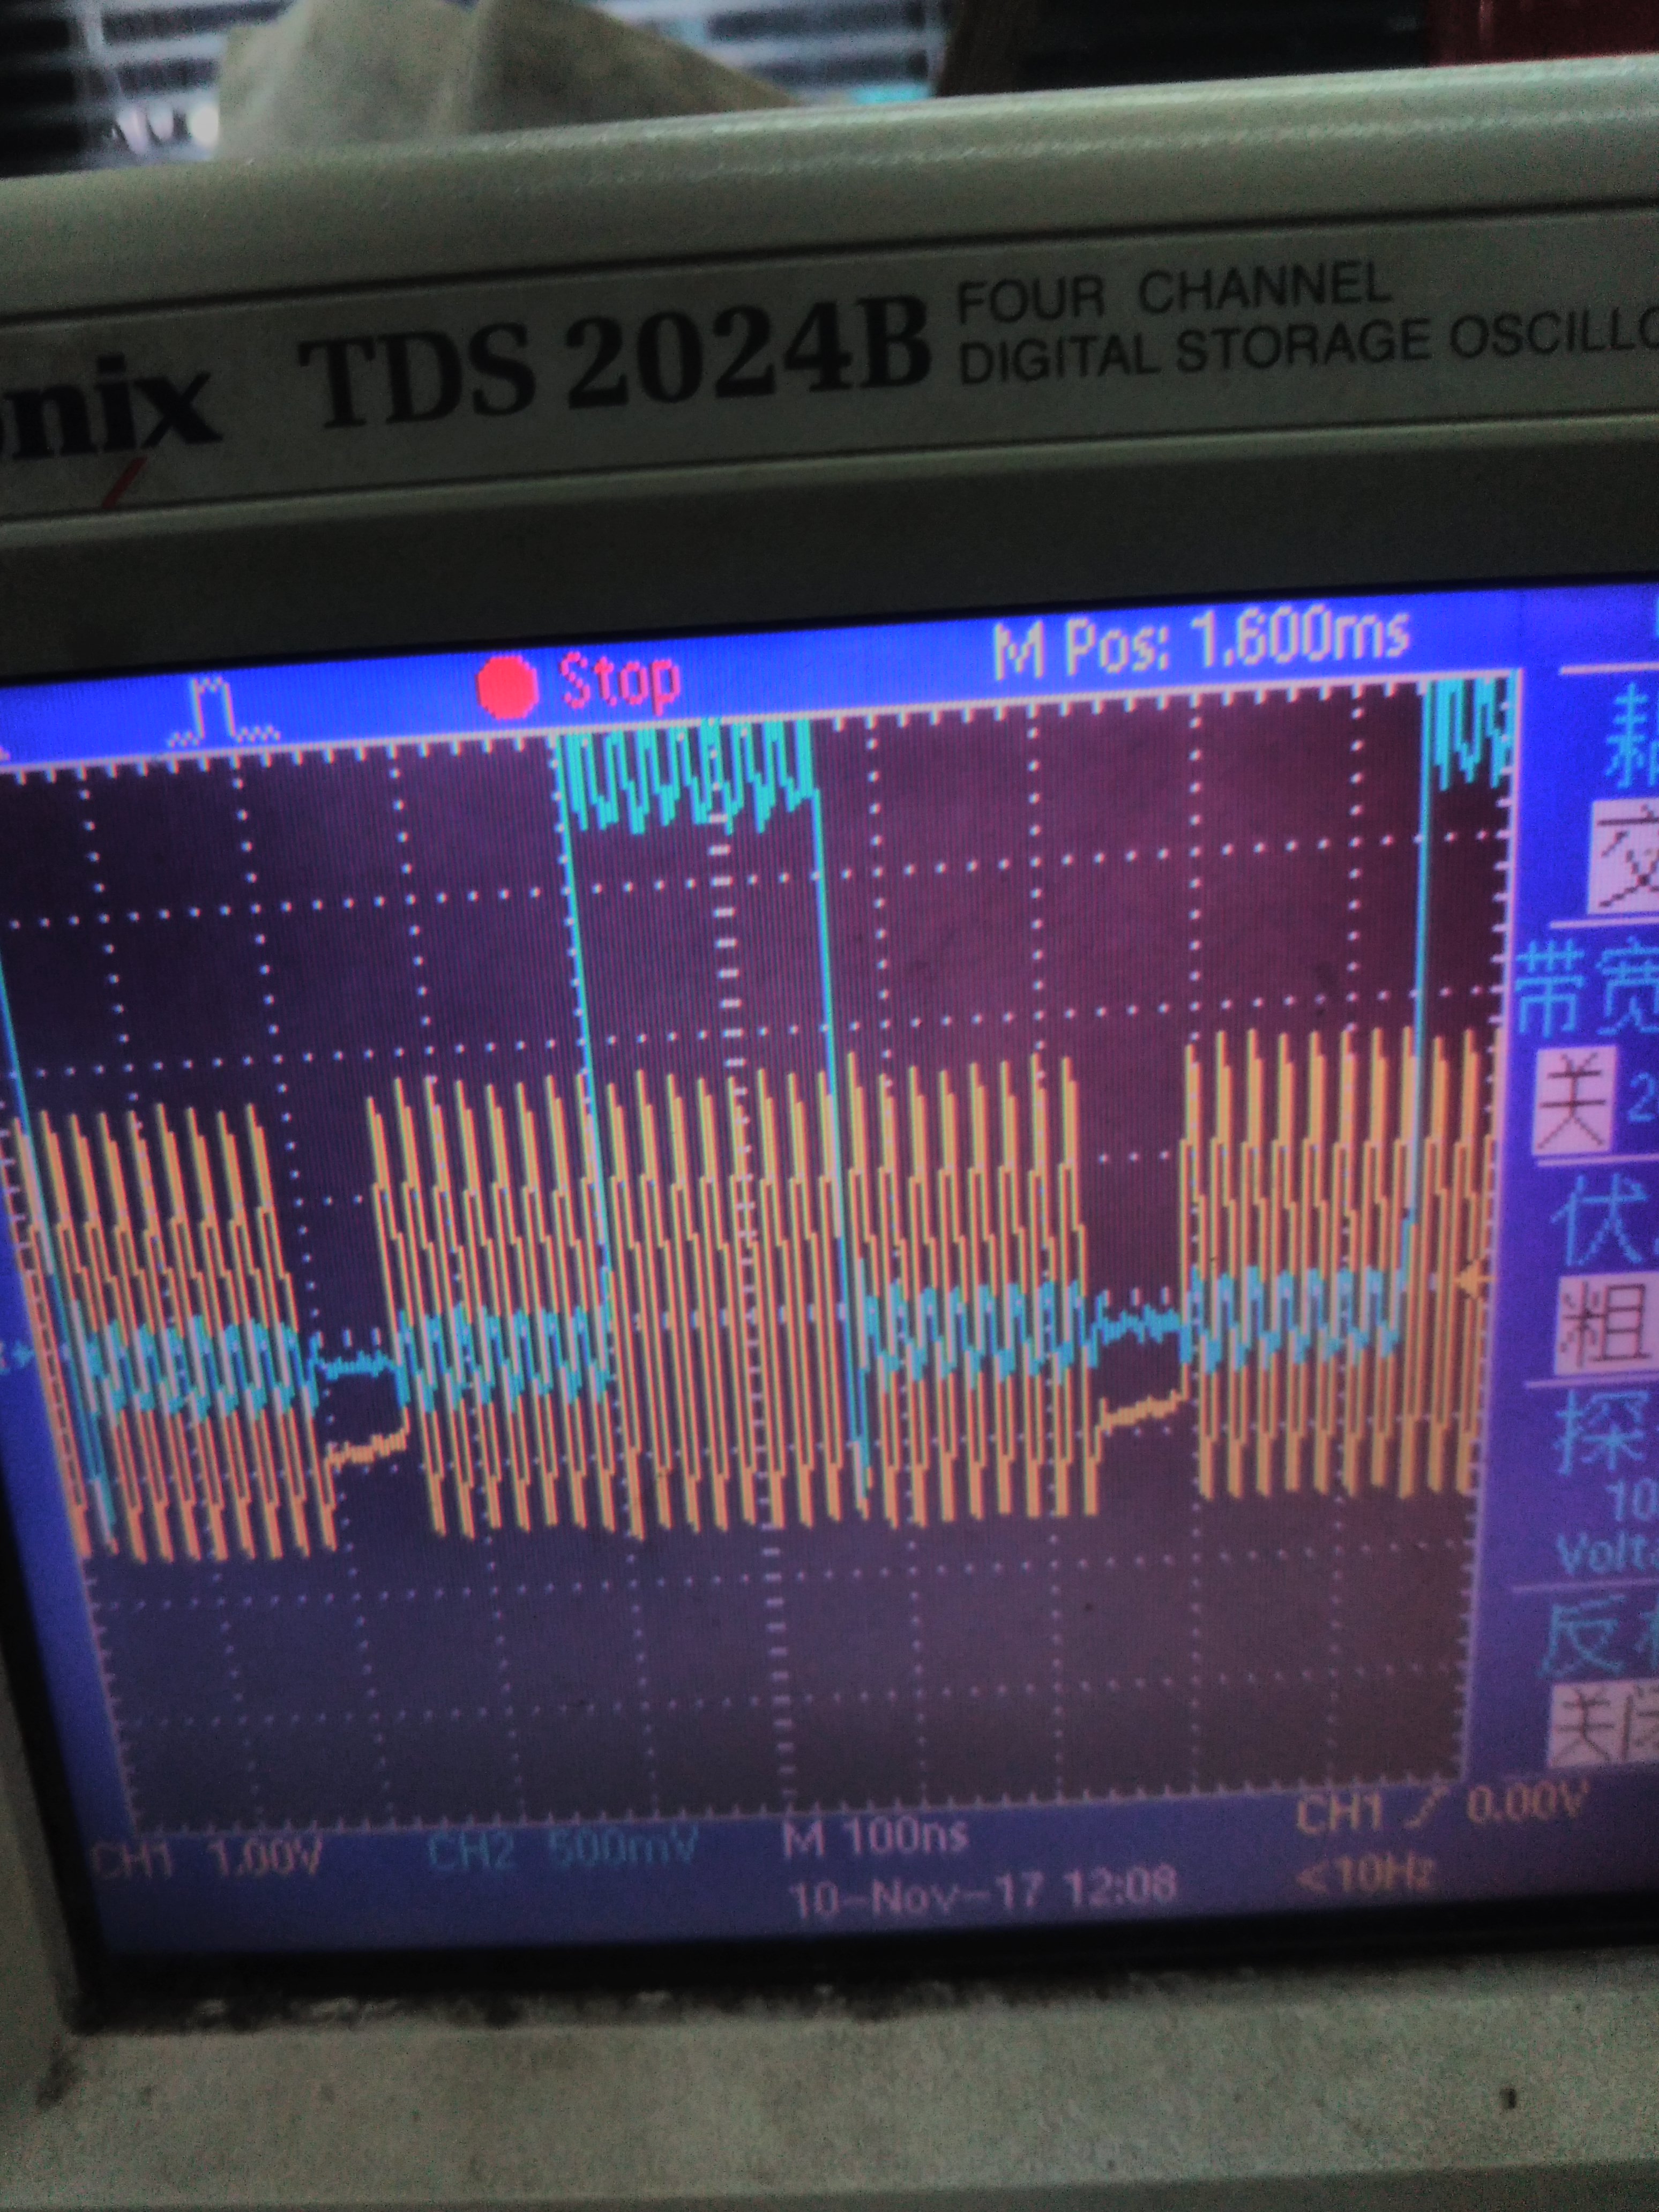 onix TDS 2024B FOUR CHANNEL
DIGITAL STORAGE OSCILLO
Stop M Pos: 1.600ms
交
带宽
关 2
伏
粗
探
10
Volt
反
关闭
CH1 1.00V CH2 500mV M 100ns CH1 0.00V
10-Nov-17 12:08 <10Hz